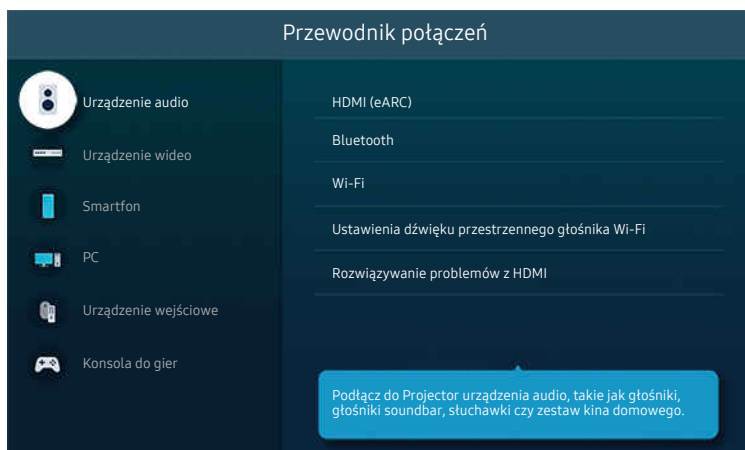 Przewodnik połączeń
Urządzenie audio
Urządzenie wideo
Smartfon
PC
Urządzenie wejściowe
Konsola do gier
HDMI (eARC)
Bluetooth
Wi-Fi
Ustawienia dźwięku przestrzennego głośnika Wi-Fi
Rozwiązywanie problemów z HDMI
Podłącz do Projector urządzenia audio, takie jak głośniki,
głośniki soundbar, słuchawki czy zestaw kina domowego.